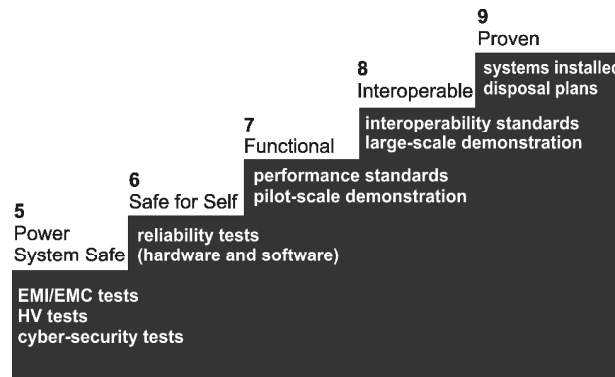 9
Proven
systems installed
disposal plans
8
Interoperable
interoperability standards
large-scale demonstration
7
Functional
performance standards
pilot-scale demonstration
6
Safe for Self
reliability tests
(hardware and software)
5
Power
System Safe
EMI/EMC tests
HV tests
cyber-security tests